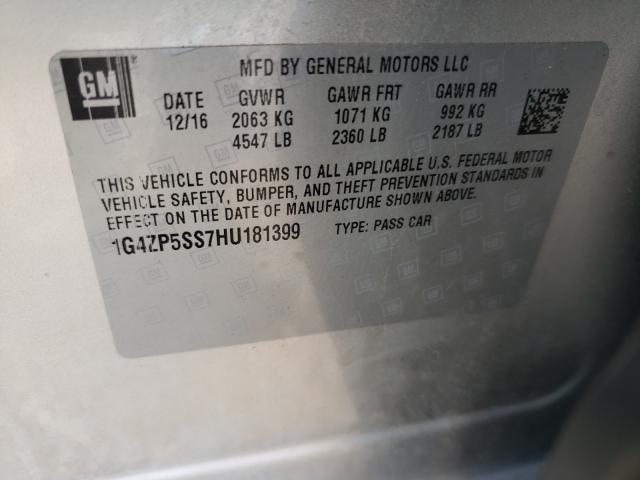 GM
MFD BY GENERAL MOTORS LLC
DATE GVWR GAWR FRT GAWR RR
12/16 2063 KG 1071 KG 992 KG
4547 LB 2360 LB 2187 LB
THIS VEHICLE CONFORMS TO ALL APPLICABLE U.S. FEDERAL MOTOR
VEHICLE SAFETY, BUMPER, AND THEFT PREVENTION STANDARDS IN
EFFECT ON THE DATE OF MANUFACTURE SHOWN ABOVE.
1G4ZP5SS7HU181399 TYPE: PASS CAR